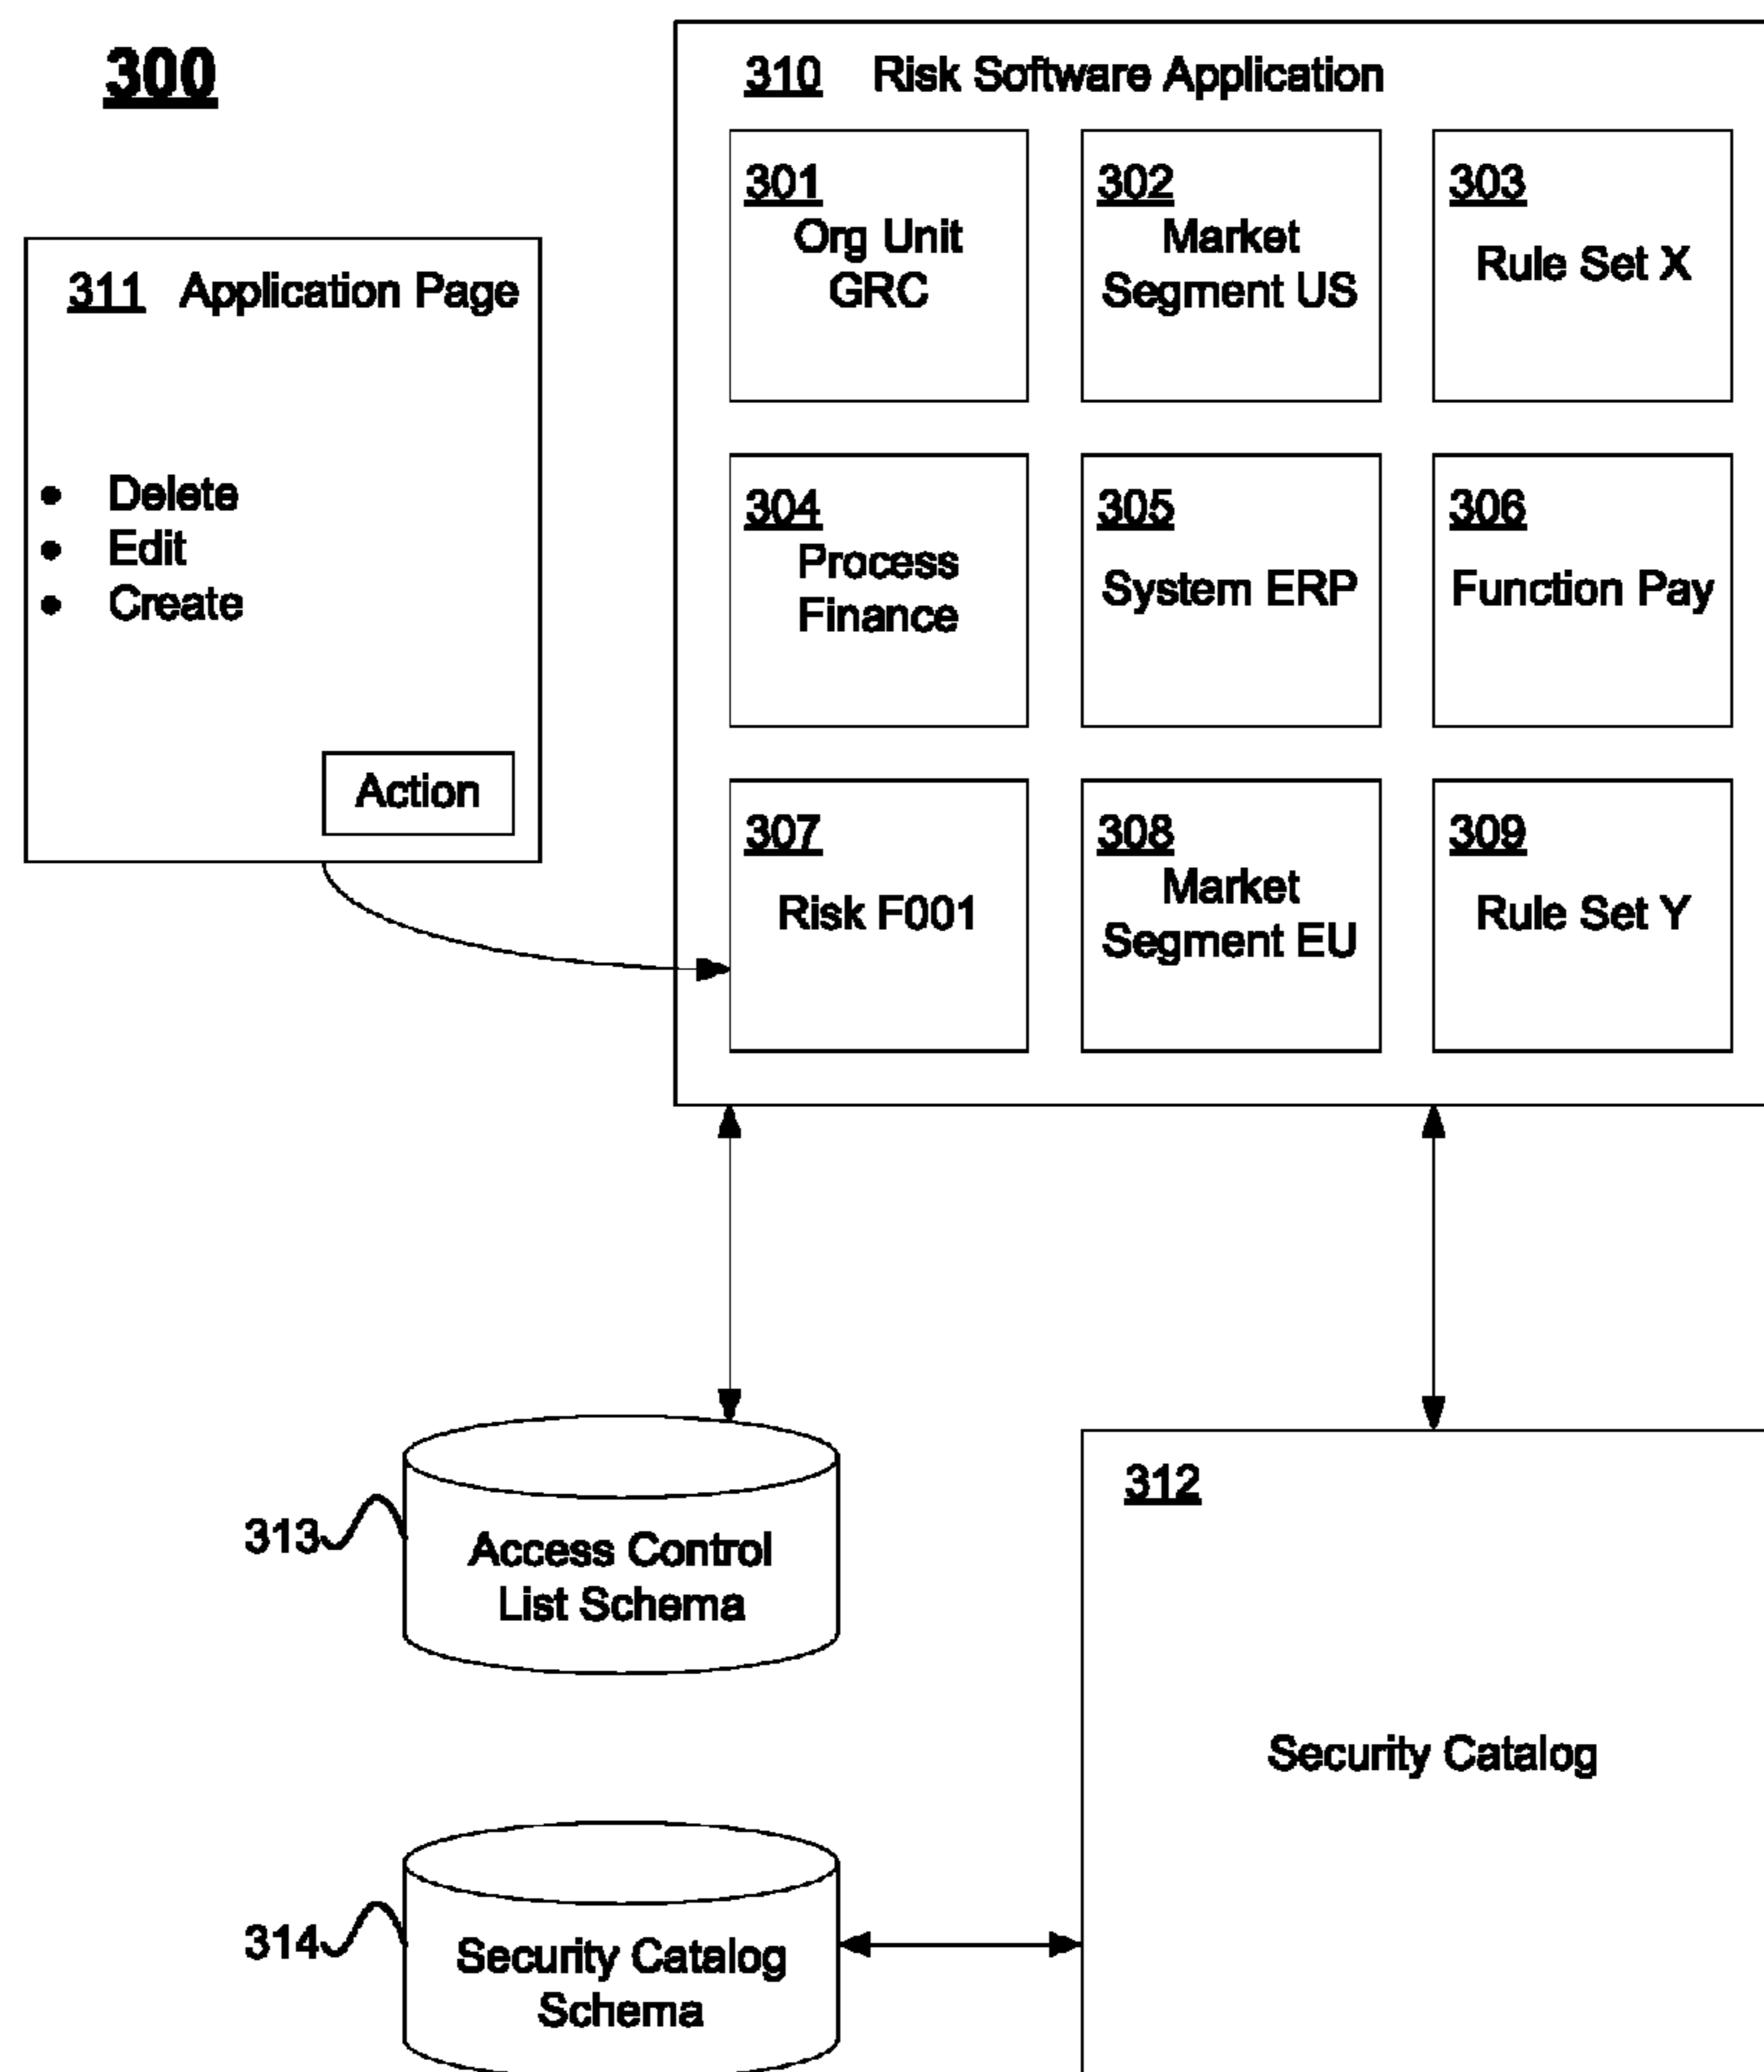 300
310 Risk Software Application
301
Org Unit
GRC
302
Market
Segment US
303
Rule Set X
311 Application Page
• Delete
• Edit
• Create
Action
304
Process
Finance
305
System ERP
306
Function Pay
307
Risk F001
308
Market
Segment EU
309
Rule Set Y
313
Access Control
List Schema
312
Security Catalog
314
Security Catalog
Schema